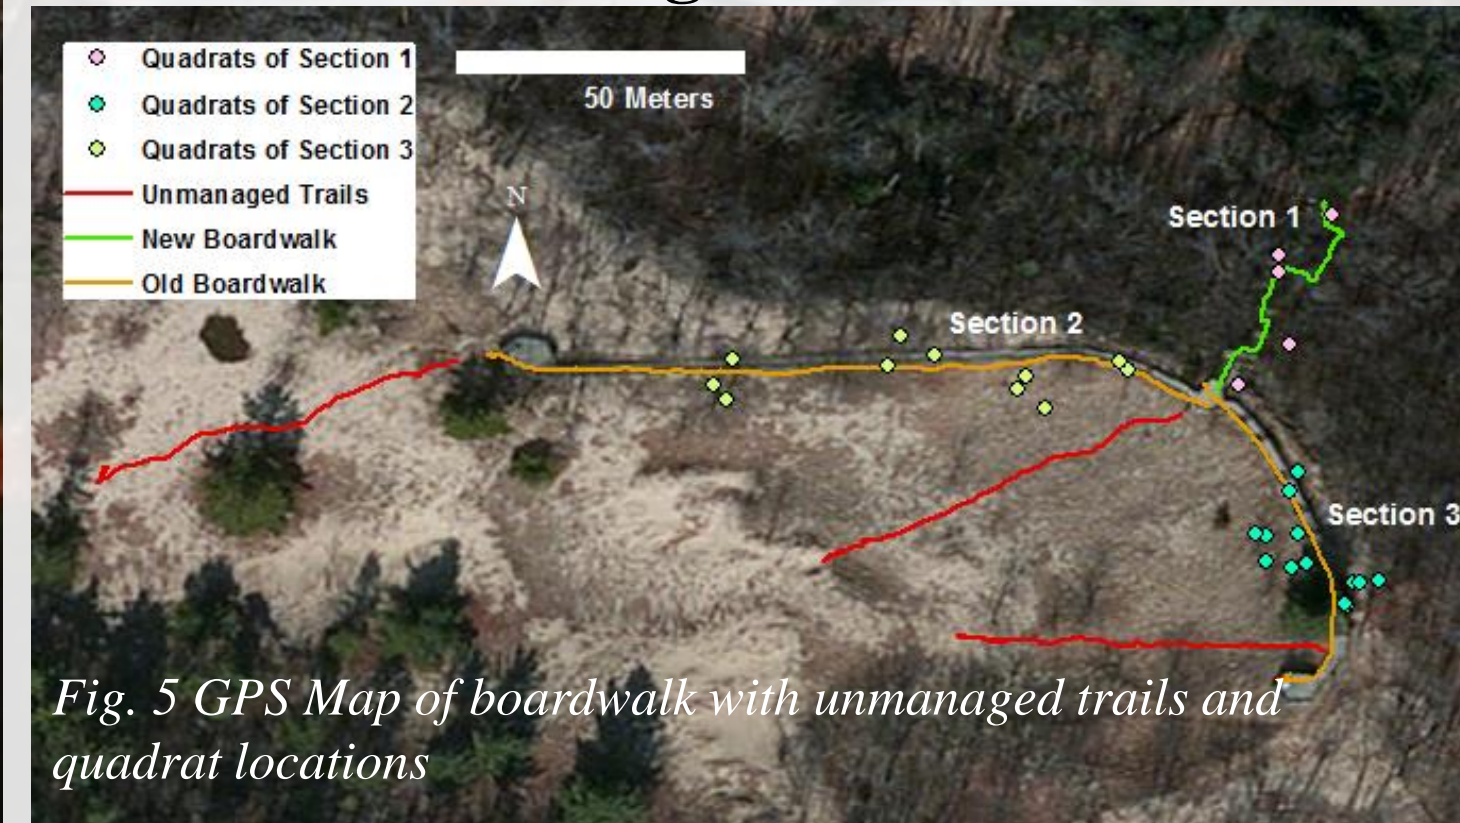 Quadrats of Section 1
Quadrats of Section 2
Quadrats of Section 3
Unmanaged Trails
New Boardwalk
Old Boardwalk
50 Meters
N
Section 1
Section 2
Section 3
Fig. 5 GPS Map of boardwalk with unmanaged trails and
quadrat locations